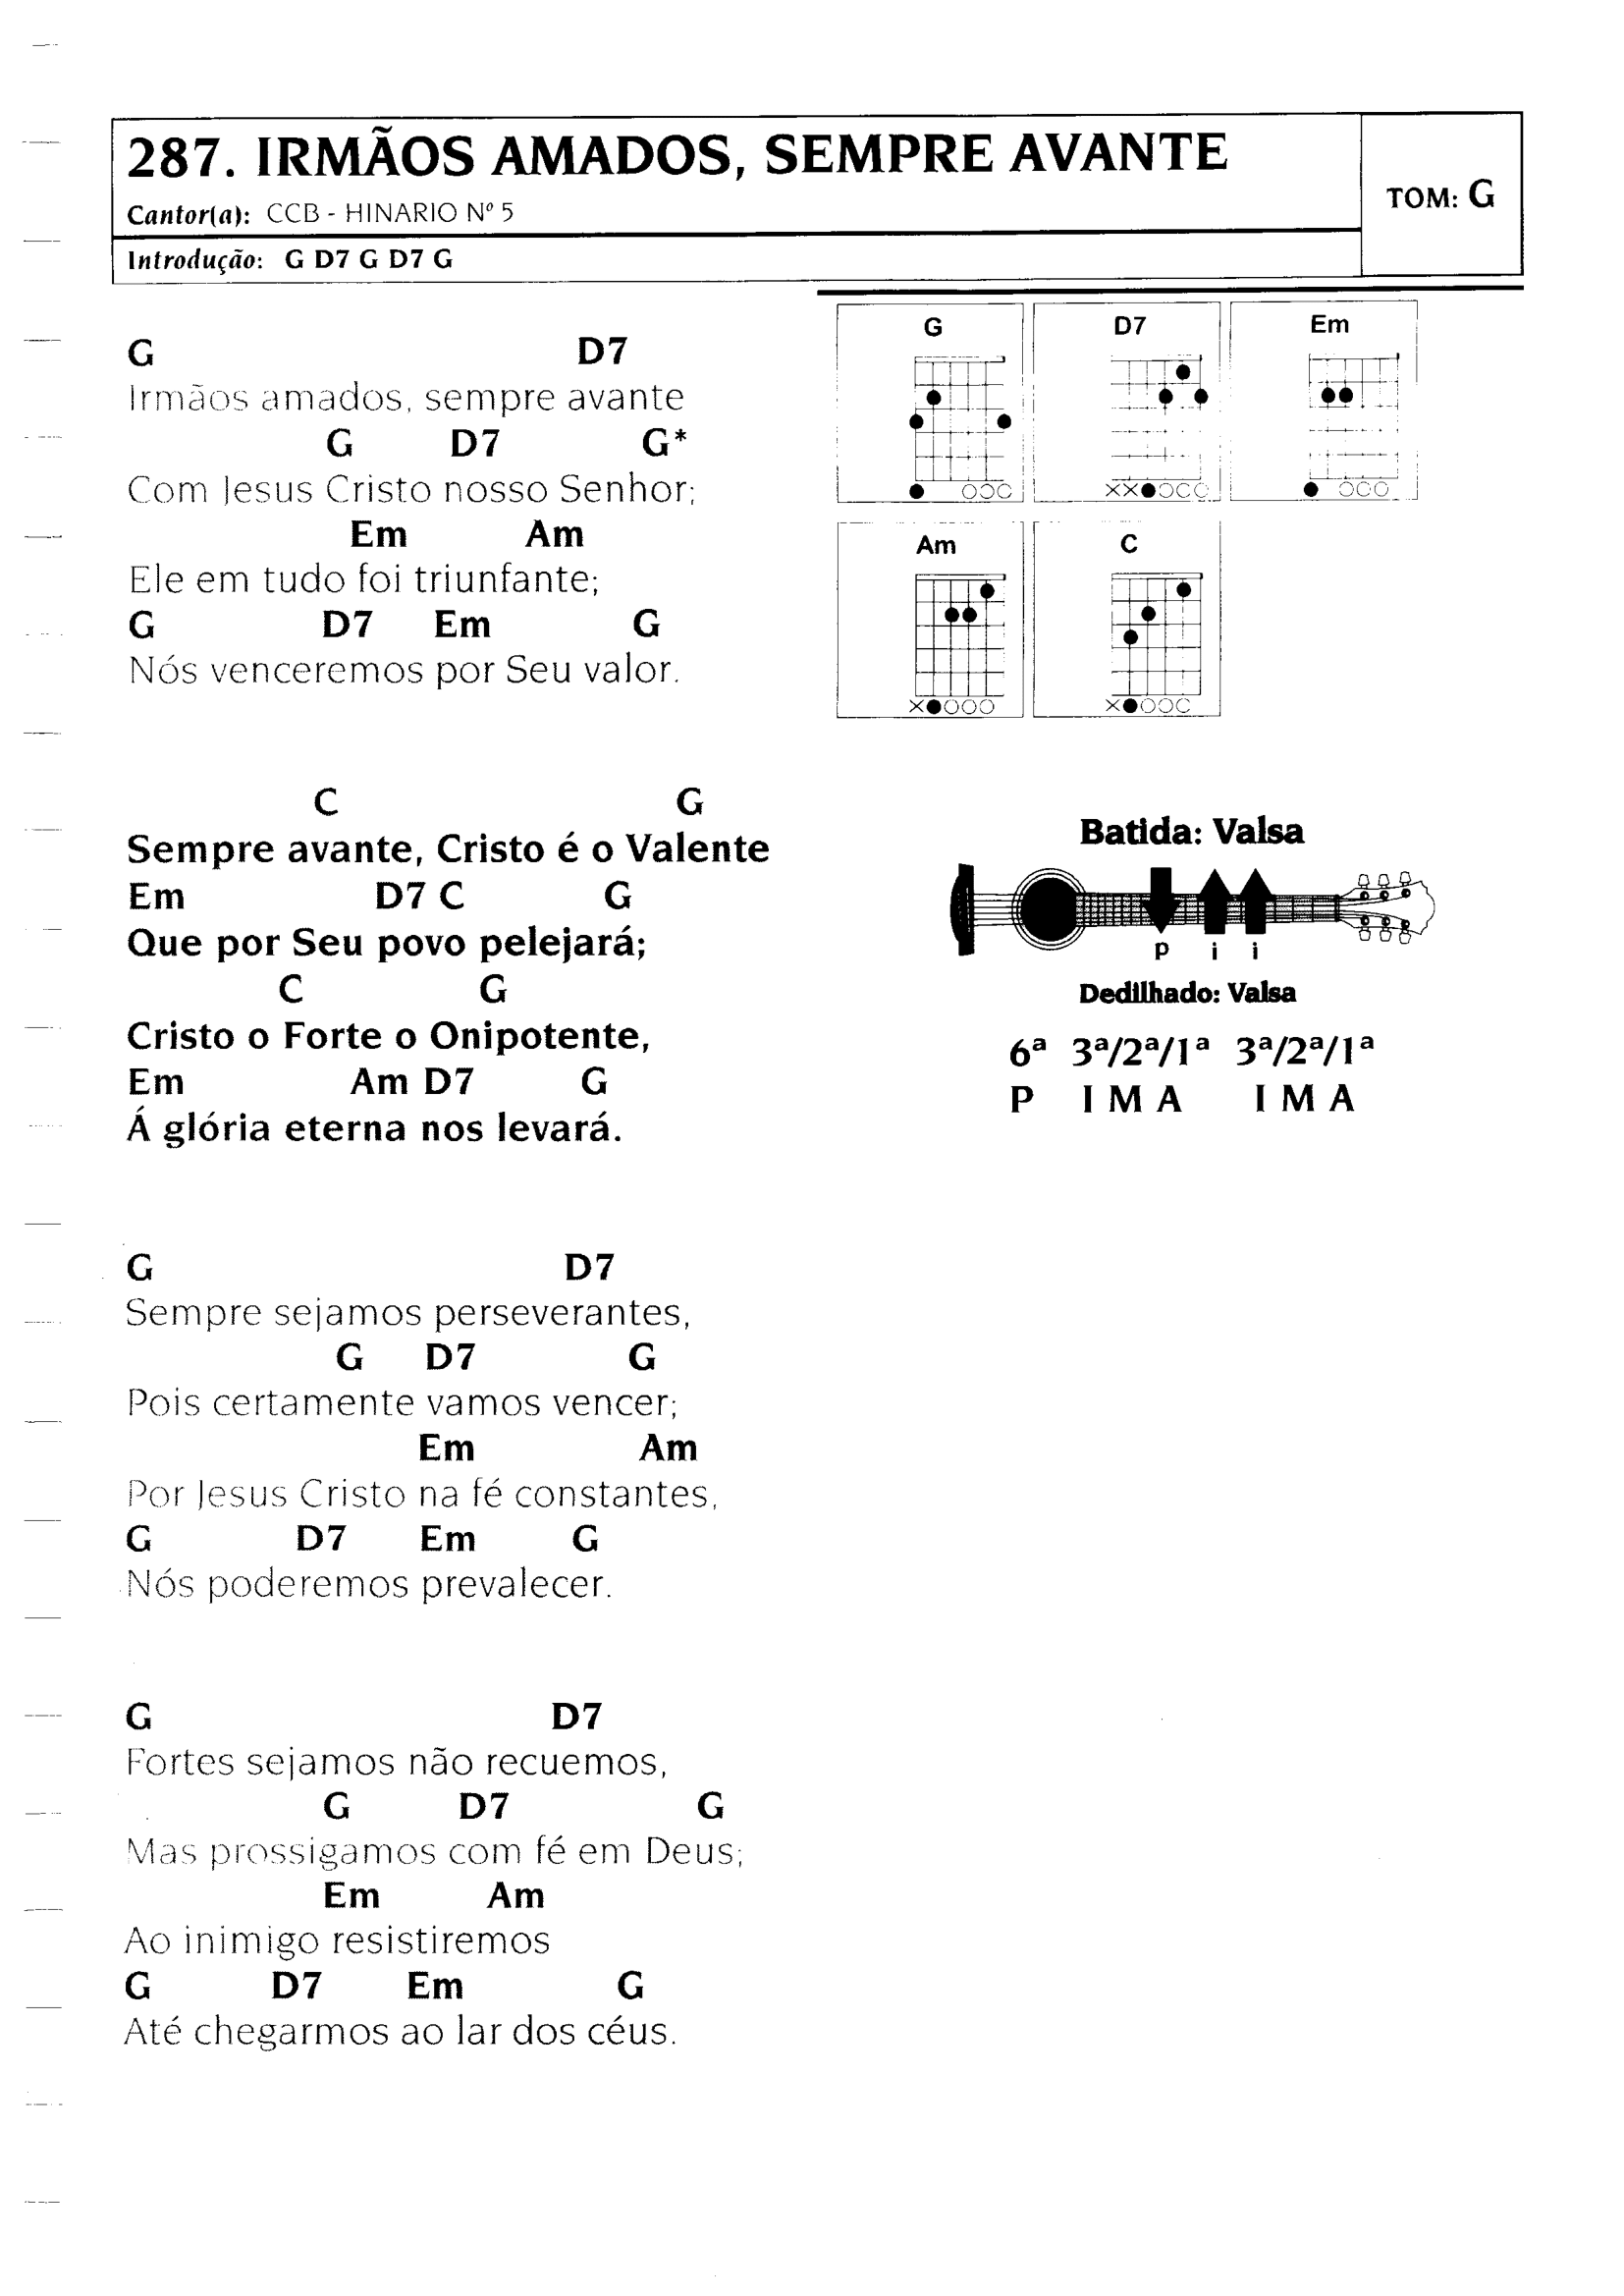 287. IRMÃOS AMADOS, SEMPRE AVANTE
Cantor(a): CCB - HINARIO Nº 5
TOM: G
Introdução: G D7 G D7 G
G D7
Irmãos amados, sempre avante
G D7 G*
Com Jesus Cristo nosso Senhor;
Em Am
Ele em tudo foi triunfante;
G D7 Em G
Nós venceremos por Seu valor.
C G
Sempre avante, Cristo é o Valente
Em D7 C G
Que por Seu povo pelejará;
C G
Cristo o Forte o Onipotente,
Em Am D7 G
Á glória eterna nos levará.
G D7
Sempre sejamos perseverantes,
G D7 G
Pois certamente vamos vencer;
Em Am
Por Jesus Cristo na fé constantes,
G D7 Em G
Nós poderemos prevalecer.
G D7
Fortes sejamos não recuemos,
G D7 G
Mas prossigamos com fé em Deus;
Em Am
Ao inimigo resistiremos
G D7 Em G
Até chegarmos ao lar dos céus.
G D7 Em
Am C
Batida: Valsa
p i i
Dedilhado: Valsa
6ª 3ª/2ª/1ª 3ª/2ª/1ª
P I M A I M A